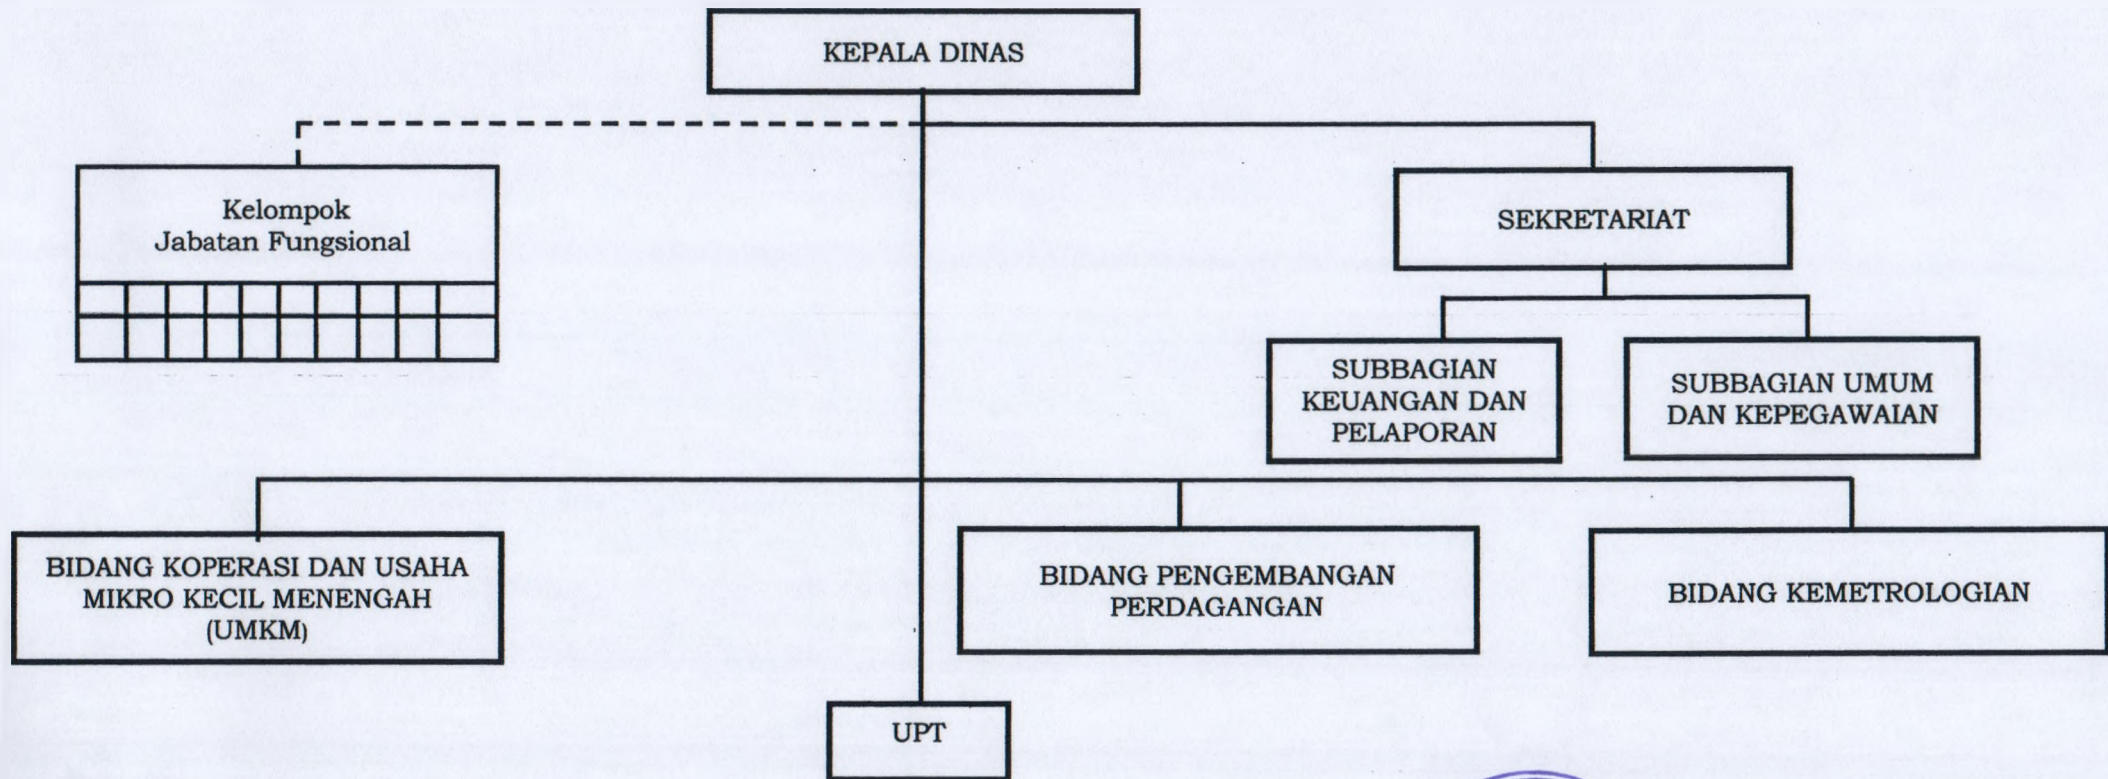 KEPALA DINAS
Kelompok
Jabatan Fungsional
SEKRETARIAT
SUBBAGIAN
KEUANGAN DAN
PELAPORAN
SUBBAGIAN UMUM
DAN KEPEGAWAIAN
BIDANG KOPERASI DAN USAHA
MIKRO KECIL MENENGAH
(UMKM)
BIDANG PENGEMBANGAN
PERDAGANGAN
BIDANG KEMETROLOGIAN
UPT